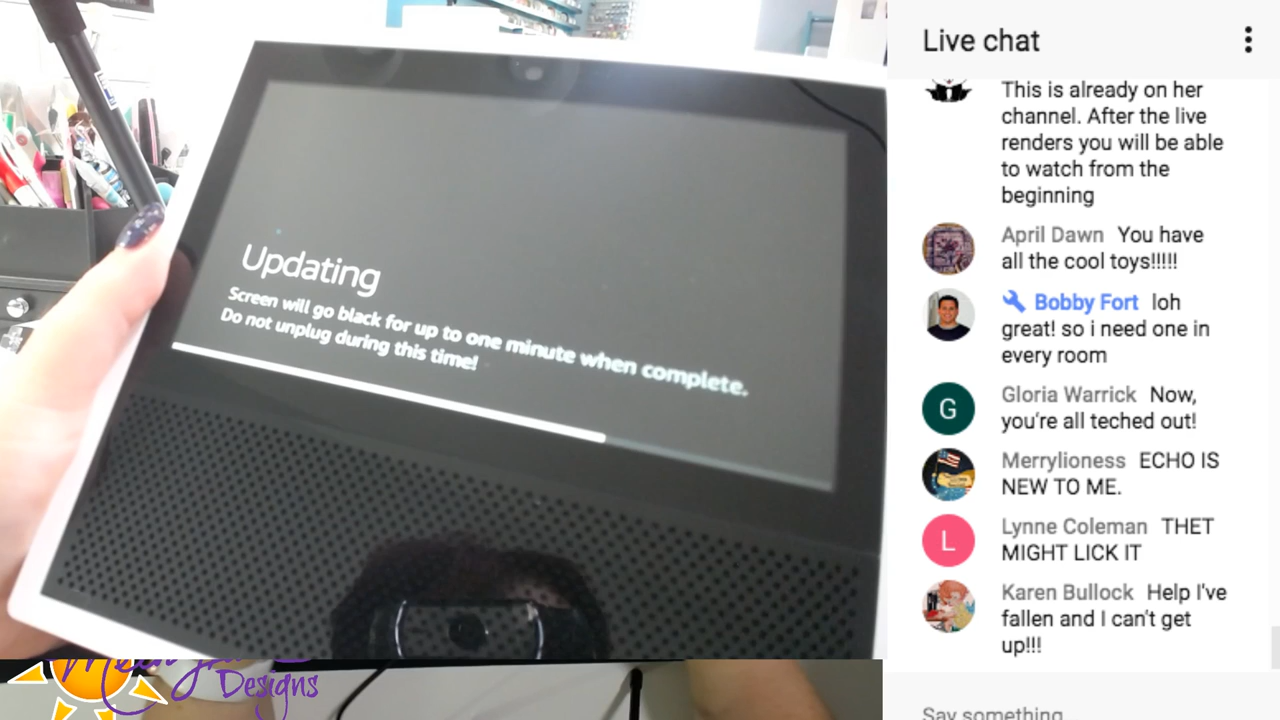 Updating
Screen will go black for up to one minute when complete.
Do not unplug during this time!
Designs
Live chat
This is already on her
channel. After the live
renders you will be able
to watch from the
beginning
April Dawn You have
all the cool toys!!!!!
Bobby Fort loh
great! so i need one in
every room
G
Gloria Warrick Now,
you're all teched out!
Merrylioness ECHO IS
NEW TO ME.
L
Lynne Coleman THET
MIGHT LICK IT
Karen Bullock Help I've
fallen and I can't get
up!!!
Say something